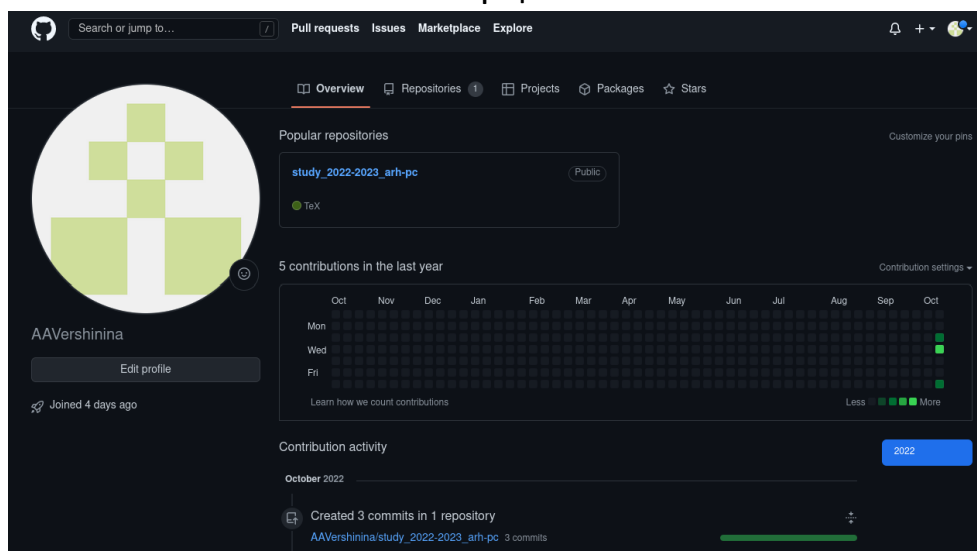 Search or jump to...
/
Pull requests Issues Marketplace Explore
Overview Repositories 1 Projects Packages Stars
Popular repositories
Customize your pins
study_2022-2023_arh-pc
Public
TeX
5 contributions in the last year
Contribution settings
Oct Nov Dec Jan Feb Mar Apr May Jun Jul Aug Sep Oct
Mon
Wed
Fri
Learn how we count contributions
Less More
AAVershinina
Edit profile
Joined 4 days ago
Contribution activity
2022
October 2022
Created 3 commits in 1 repository
AAVershinina/study_2022-2023_arh-pc 3 commits